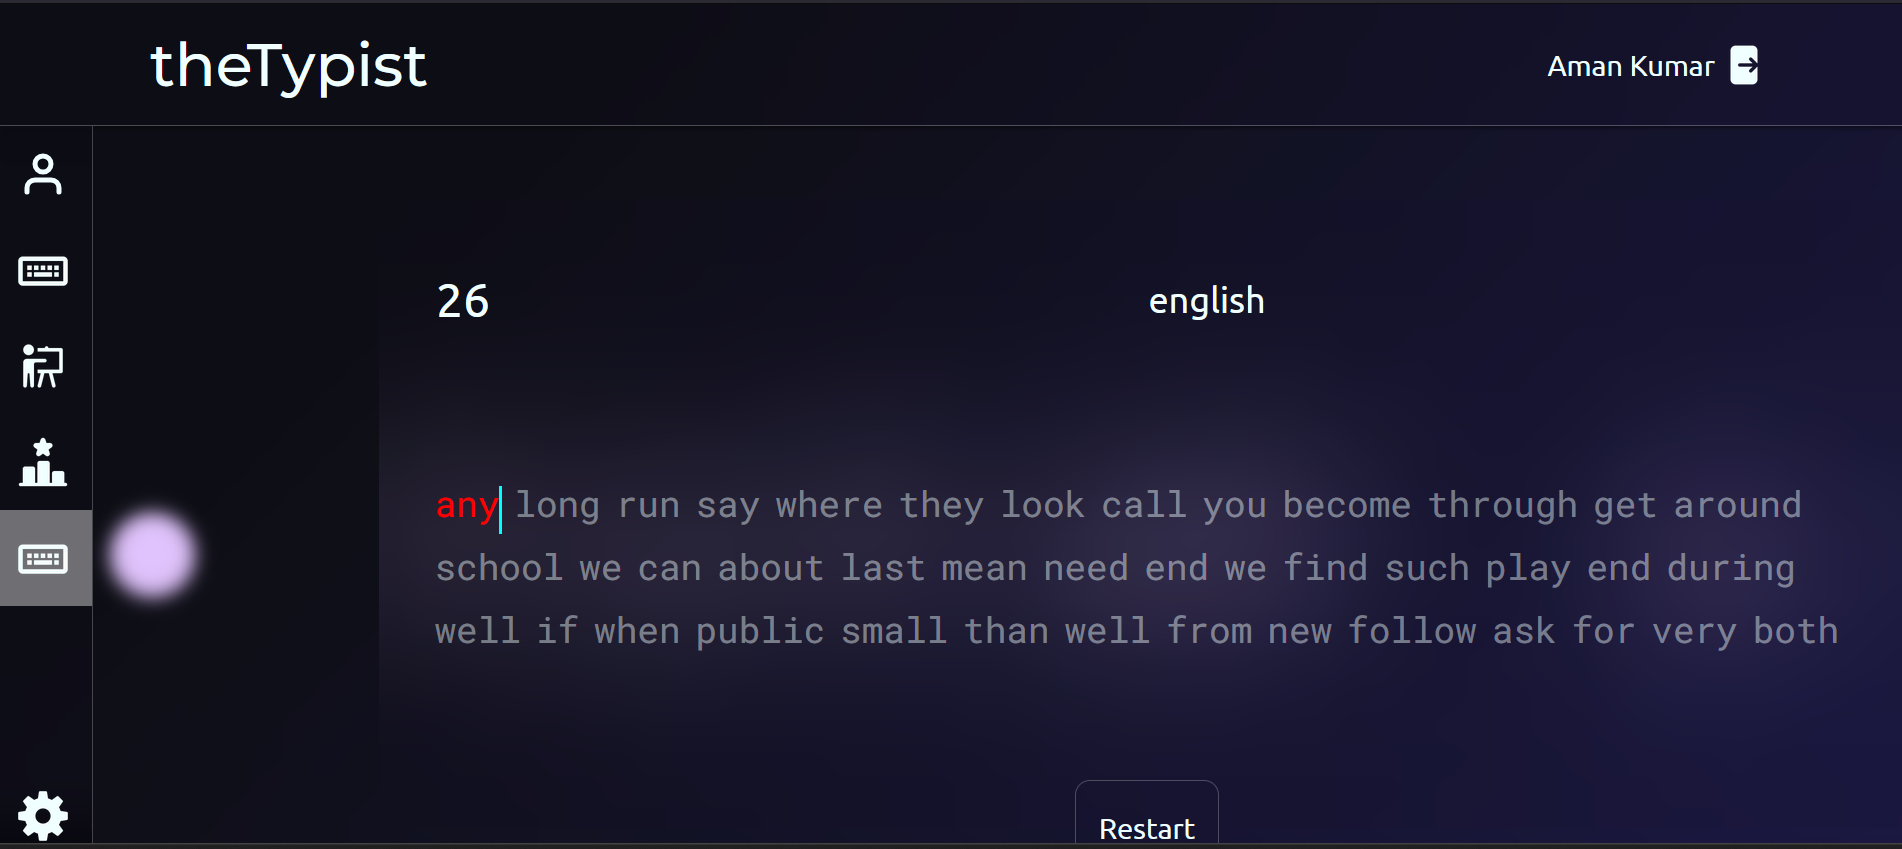 theTypist
Aman Kumar
26
english
any long run say where they look call you become through get around
school we can about last mean need end we find such play end during
well if when public small than well from new follow ask for very both
Restart